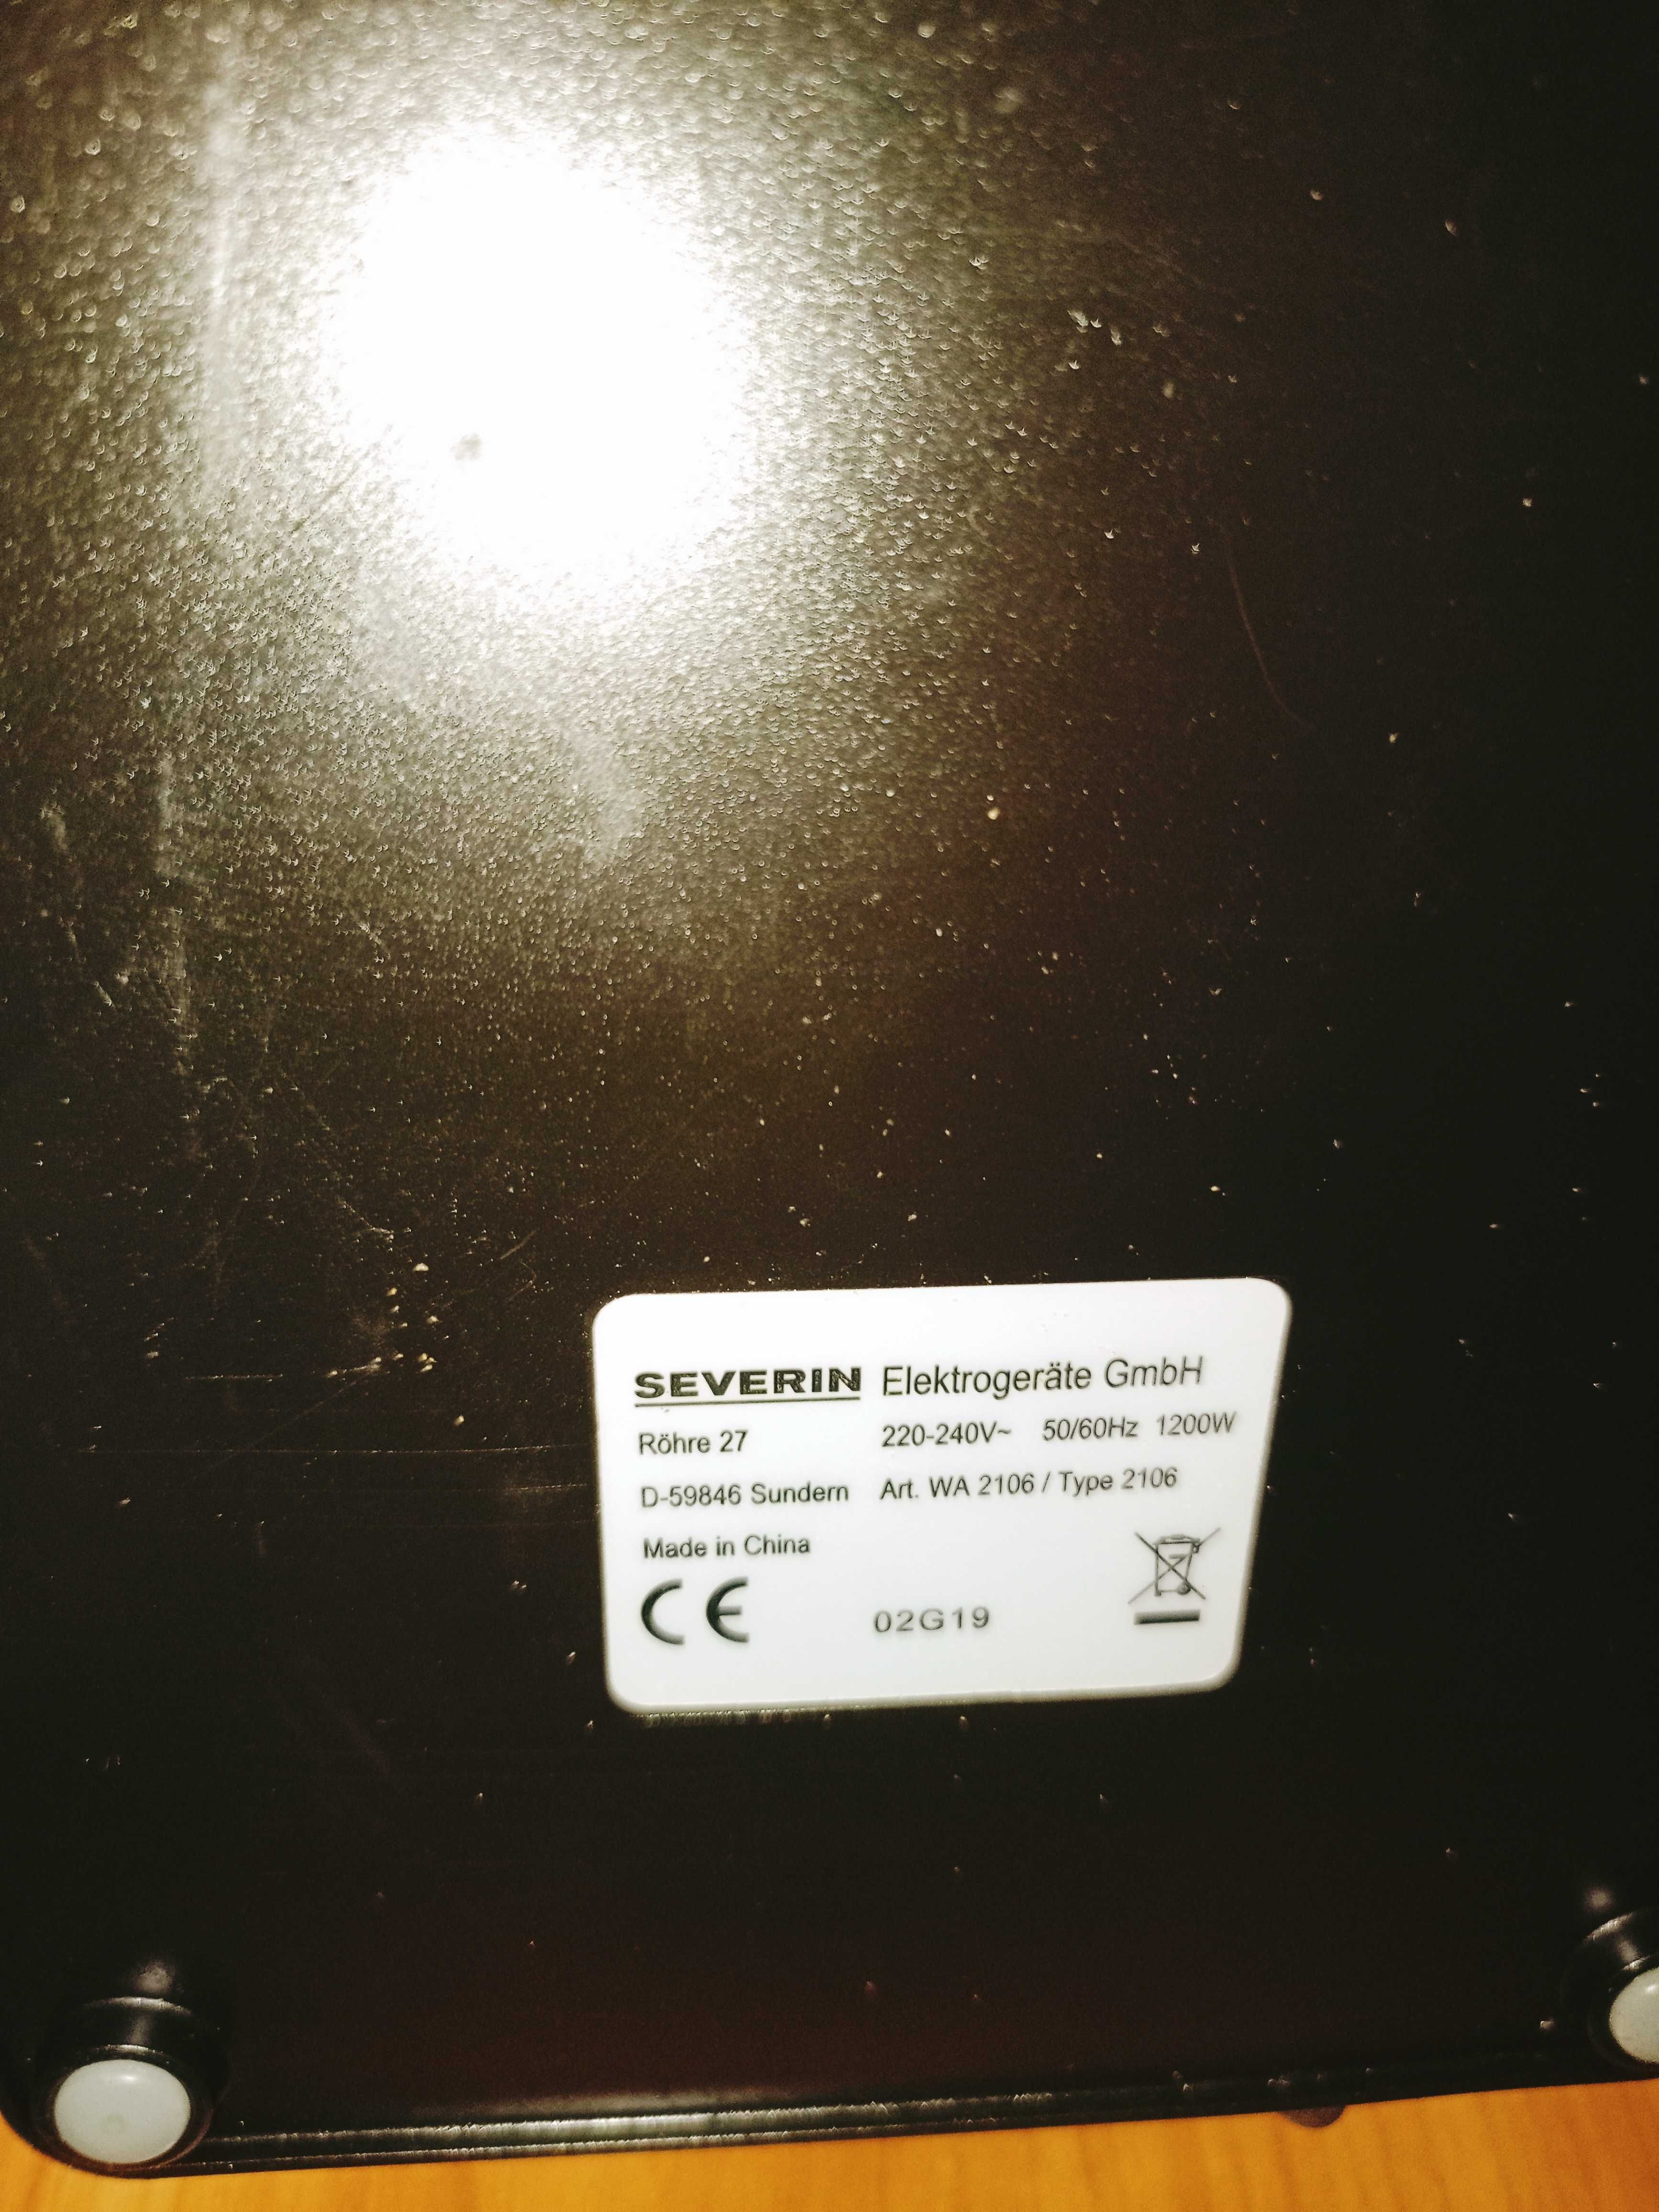 SEVERIN Elektrogeräte GmbH
Röhre 27 220-240V~ 50/60Hz 1200W
D-59846 Sundern Art. WA 2106 / Type 2106
Made in China
CE 02G19